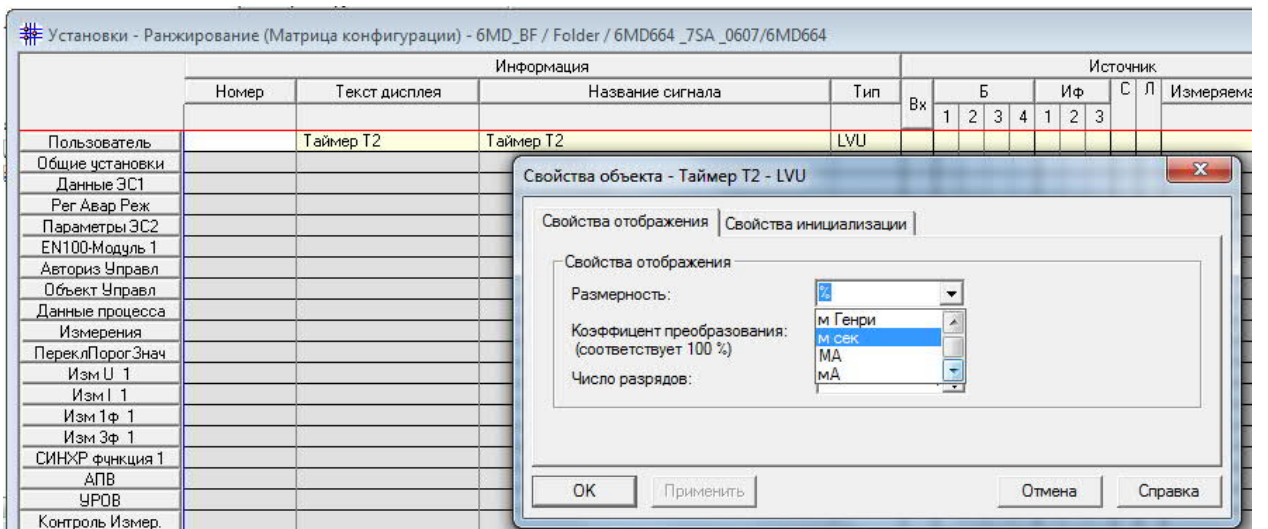 Установки - Ранжирование (Матрица конфигурации) - 6MD_BF / Folder / 6MD664 _7SA _0607/6MD664
Информация Источник
Номер Текст дисплея Название сигнала Тип Вх Б Иф С Л Измеряема
1 2 3 4 1 2 3
Пользователь Таймер Т2 Таймер Т2 LVU
Общие установки
Данные ЭС1
Рег Авар Реж
Параметры ЭС2
EN100-Модуль 1
Авториз Управл
Объект Управл
Данные процесса
Измерения
ПереклПорогЗнач
Изм U 1
Изм I 1
Изм 1ф 1
Изм 3ф 1
СИНХР функция 1
АПВ
УРОВ
Контроль Измер.
Свойства объекта - Таймер Т2 - LVU
Свойства отображения Свойства инициализации
Свойства отображения
Размерность: %
м Генри
м сек
МА
мА
Коэффицент преобразования:
(соответствует 100 %)
Число разрядов:
OK Применить Отмена Справка